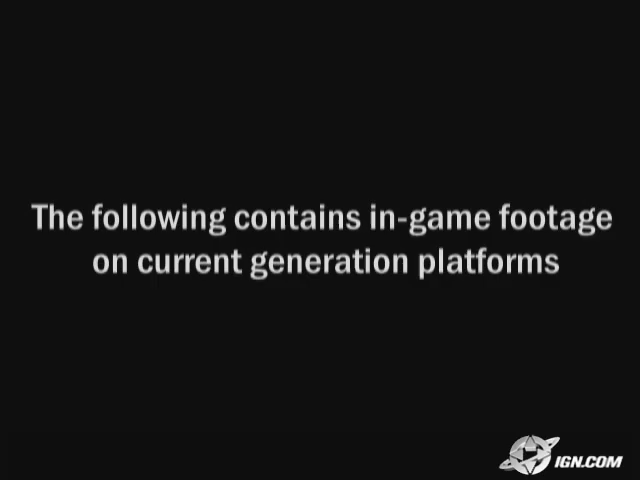 The following contains in-game footage
on current generation platforms
IGN.COM